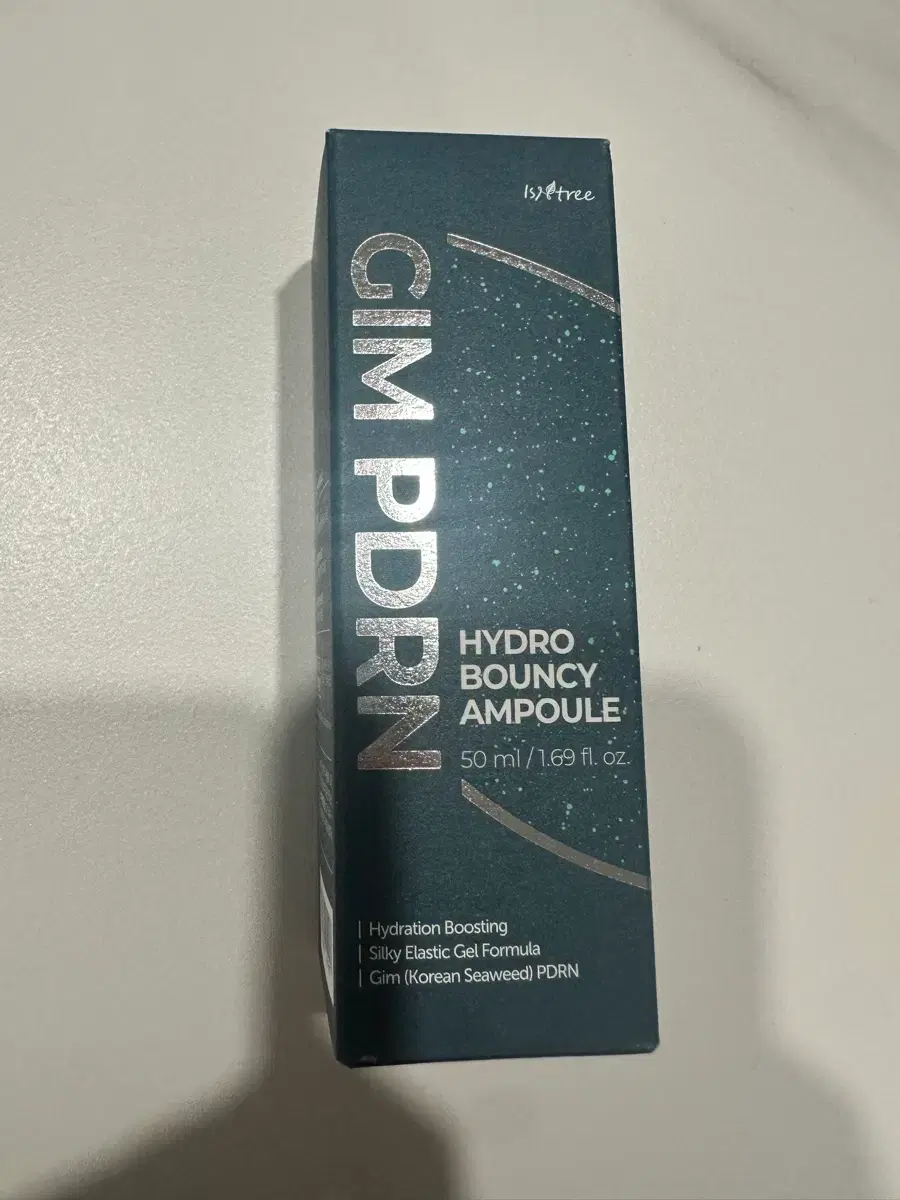 Isntree
GIM PDRN
HYDRO
BOUNCY
AMPOULE
50 ml / 1.69 fl. oz.
| Hydration Boosting
| Silky Elastic Gel Formula
| Gim (Korean Seaweed) PDRN